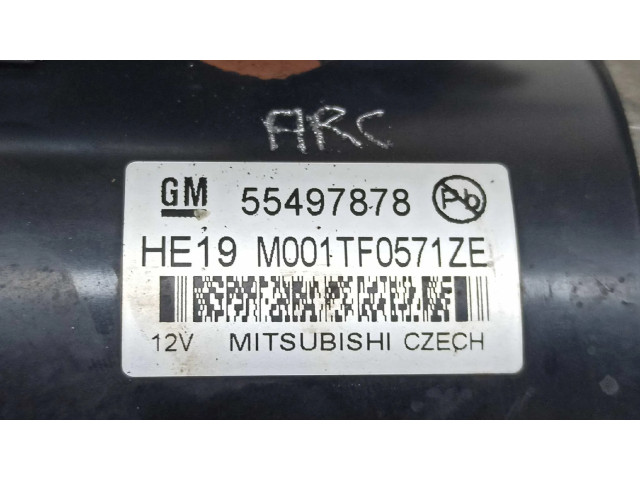 ARC
GM 55497878 Pb
HE19 M001TF0571ZE
12V MITSUBISHI CZECH